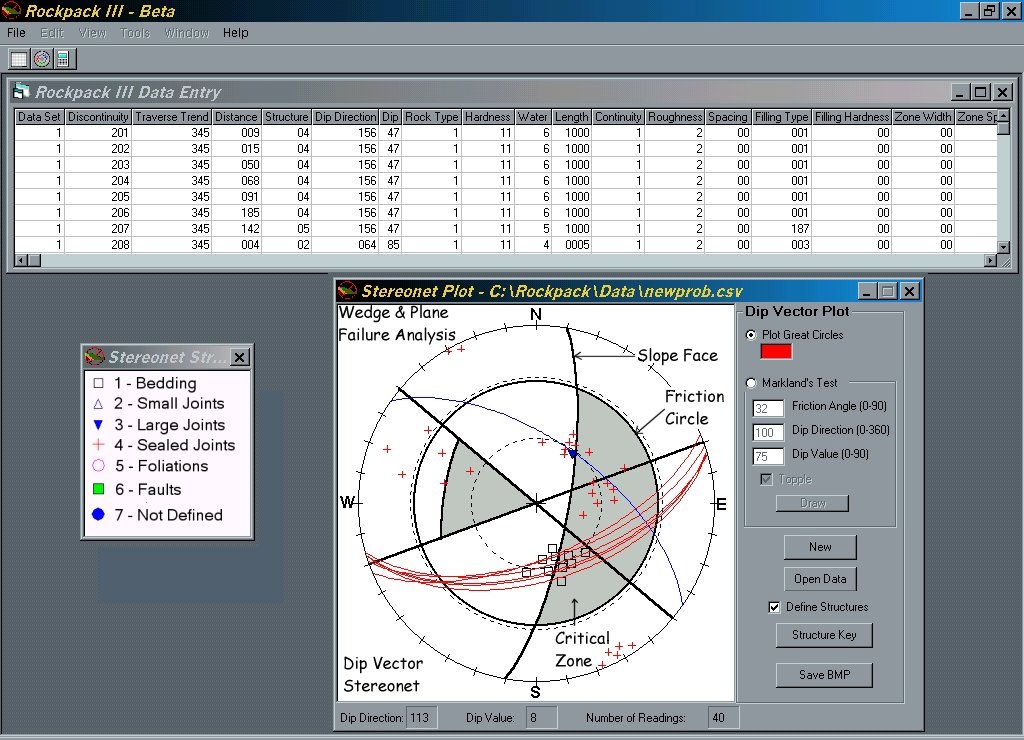 Rockpack III - Beta
File Edit View Tools Window Help
Rockpack III Data Entry
Data Set Discontinuity Traverse Trend Distance Structure Dip Direction Dip Rock Type Hardness Water Length Continuity Roughness Spacing Filling Type Filling Hardness Zone Width Zone Sp
1 201 345 009 04 156 47 1 11 6 1000 1 2 00 001 00 00
1 202 345 015 04 156 47 1 11 6 1000 1 2 00 001 00 00
1 203 345 050 04 156 47 1 11 6 1000 1 2 00 001 00 00
1 204 345 068 04 156 47 1 11 6 1000 1 2 00 001 00 00
1 205 345 091 04 156 47 1 11 6 1000 1 2 00 001 00 00
1 206 345 185 04 156 47 1 11 6 1000 1 2 00 001 00 00
1 207 345 142 05 156 47 1 11 5 1000 1 2 00 187 00 00
1 208 345 004 02 064 85 1 11 4 0005 1 2 00 003 00 00
Stereonet Str...
1 - Bedding
2 - Small Joints
3 - Large Joints
4 - Sealed Joints
5 - Foliations
6 - Faults
7 - Not Defined
Stereonet Plot - C:\Rockpack\Data\newprob.csv
Wedge & Plane
Failure Analysis
N
Slope Face
Friction
Circle
W
E
Critical
Zone
Dip Vector
Stereonet
S
Dip Vector Plot
Plot Great Circles
Markland's Test
32 Friction Angle (0-90)
100 Dip Direction (0-360)
75 Dip Value (0-90)
Topple
Draw
New
Open Data
Define Structures
Structure Key
Save BMP
Dip Direction: 113 Dip Value: 8 Number of Readings: 40